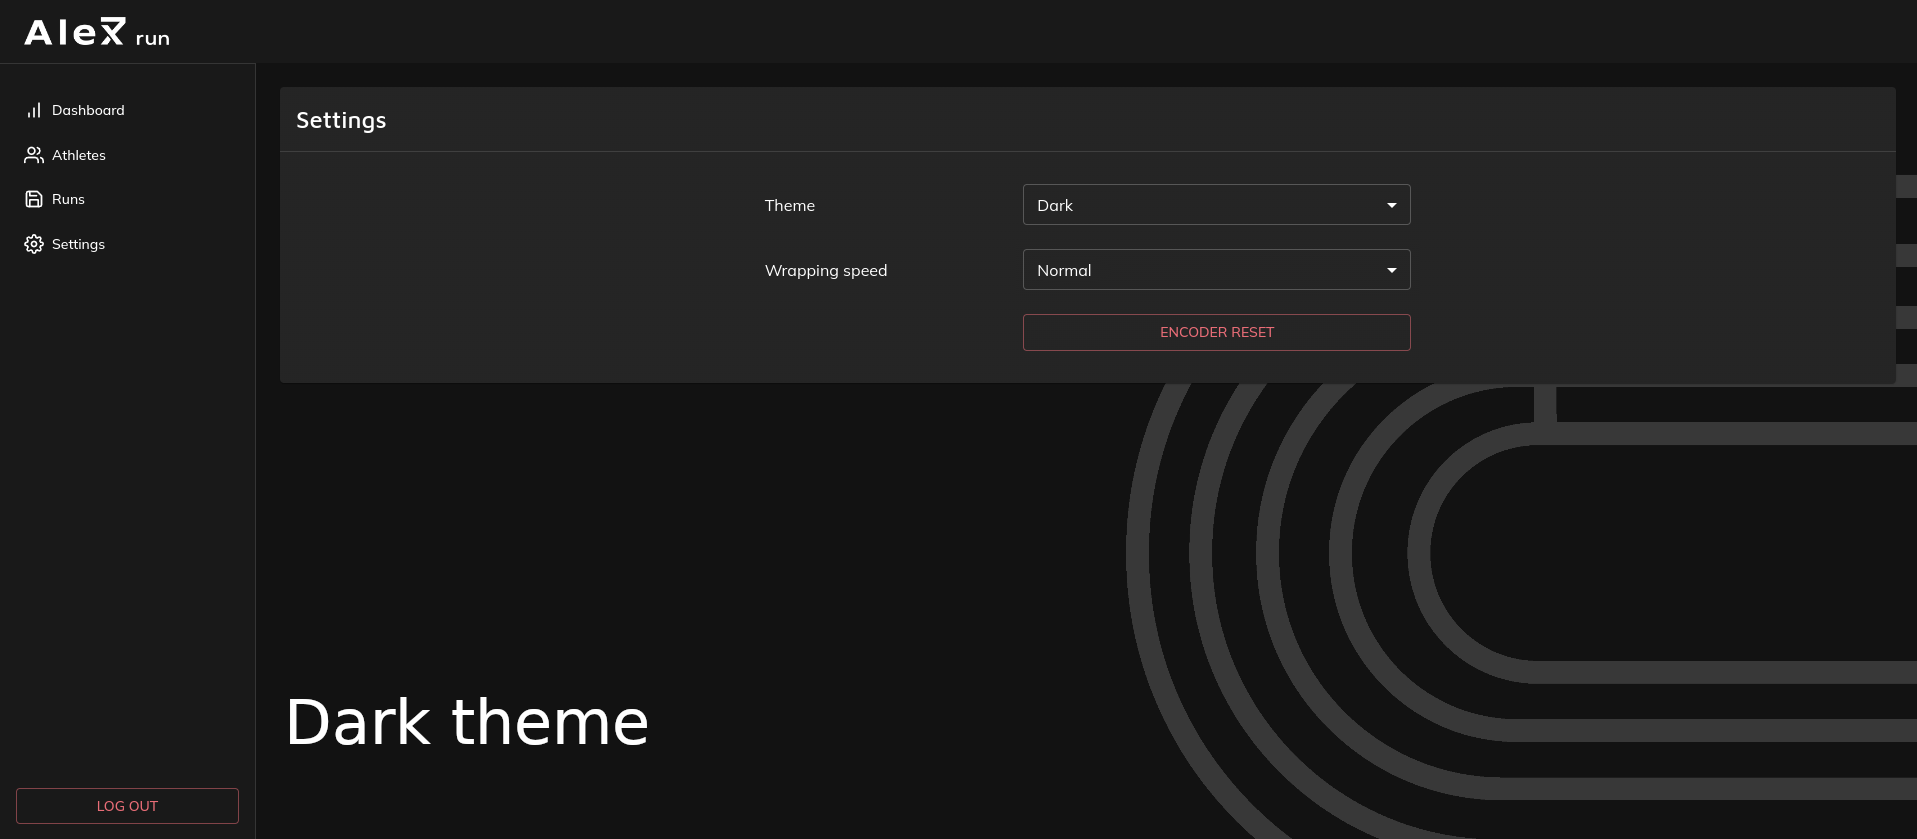 Alex run
Dashboard
Athletes
Runs
Settings
LOG OUT
Settings
Theme
Dark
Wrapping speed
Normal
ENCODER RESET
Dark theme